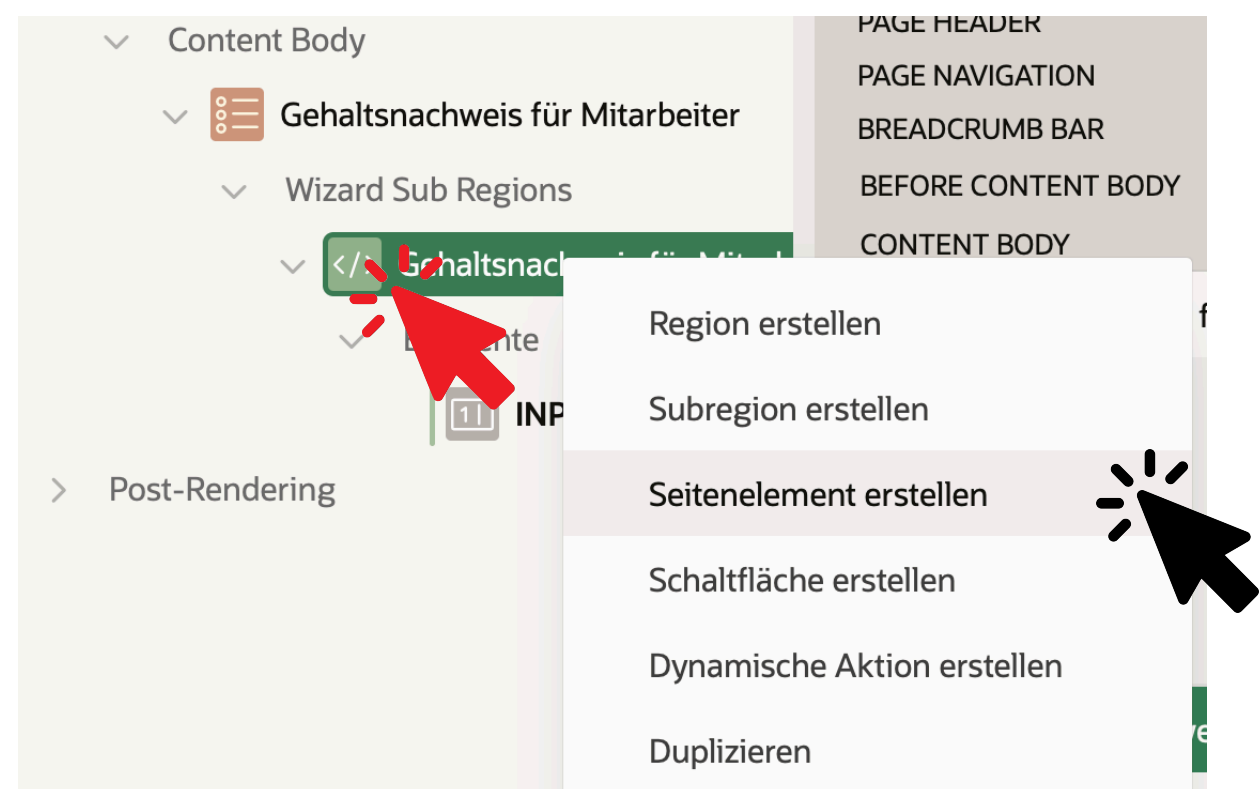 Content Body
Gehaltsnachweis für Mitarbeiter
Wizard Sub Regions
</>
Post-Rendering
PAGE HEADER
PAGE NAVIGATION
BREADCRUMB BAR
BEFORE CONTENT BODY
CONTENT BODY
Region erstellen
Subregion erstellen
Seitenelement erstellen
Schaltfläche erstellen
Dynamische Aktion erstellen
Duplizieren